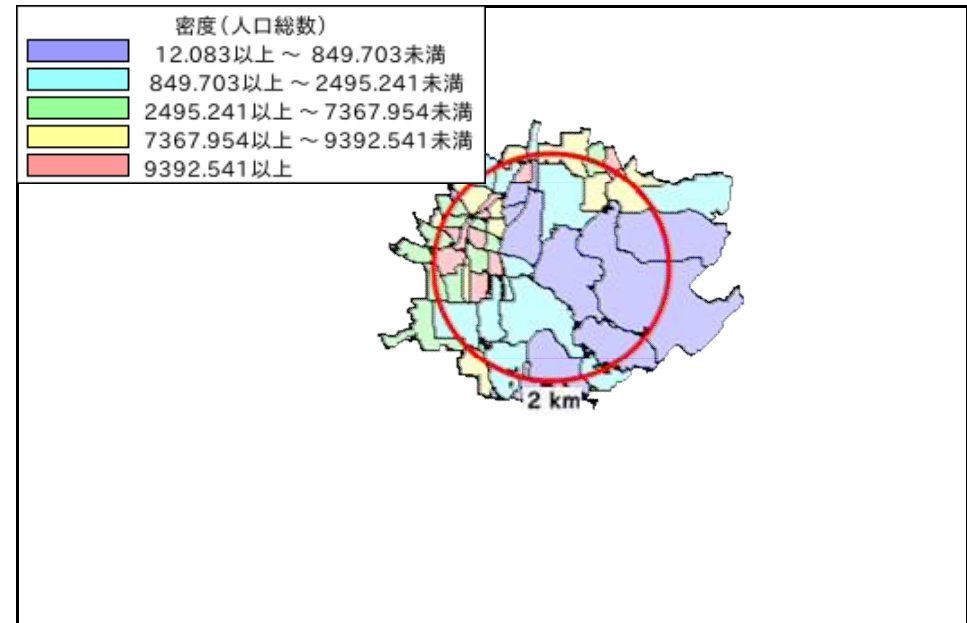 密度(人口総数)
12.083以上 ～ 849.703未満
849.703以上 ～ 2495.241未満
2495.241以上 ～ 7367.954未満
7367.954以上 ～ 9392.541未満
9392.541以上
2 km